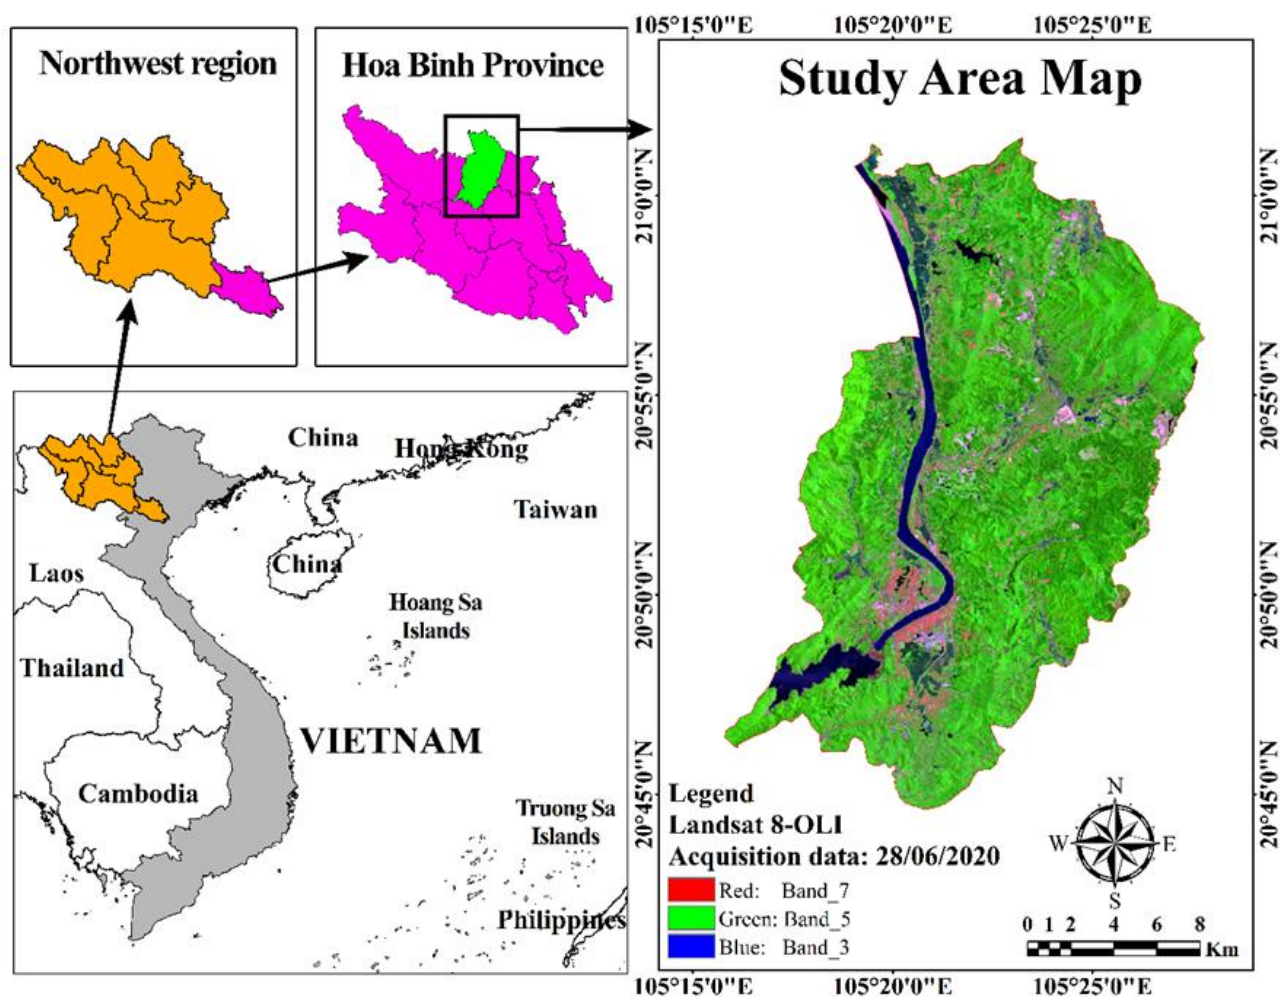 Northwest region
Hoa Binh Province
China
Hong Kong
Taiwan
China
Laos
Hoang Sa
Islands
Thailand
VIETNAM
Cambodia
Truong Sa
Islands
Philippines
105°15'0"E 105°20'0"E 105°25'0"E
Study Area Map
21°0'0"N
20°55'0"N
20°50'0"N
20°45'0"N
21°0'0"N
20°55'0"N
20°50'0"N
20°45'0"N
Legend
Landsat 8-OLI
Acquisition data: 28/06/2020
Red: Band_7
Green: Band_5
Blue: Band_3
N
W E
S
0 1 2 4 6 8
Km
105°15'0"E 105°20'0"E 105°25'0"E